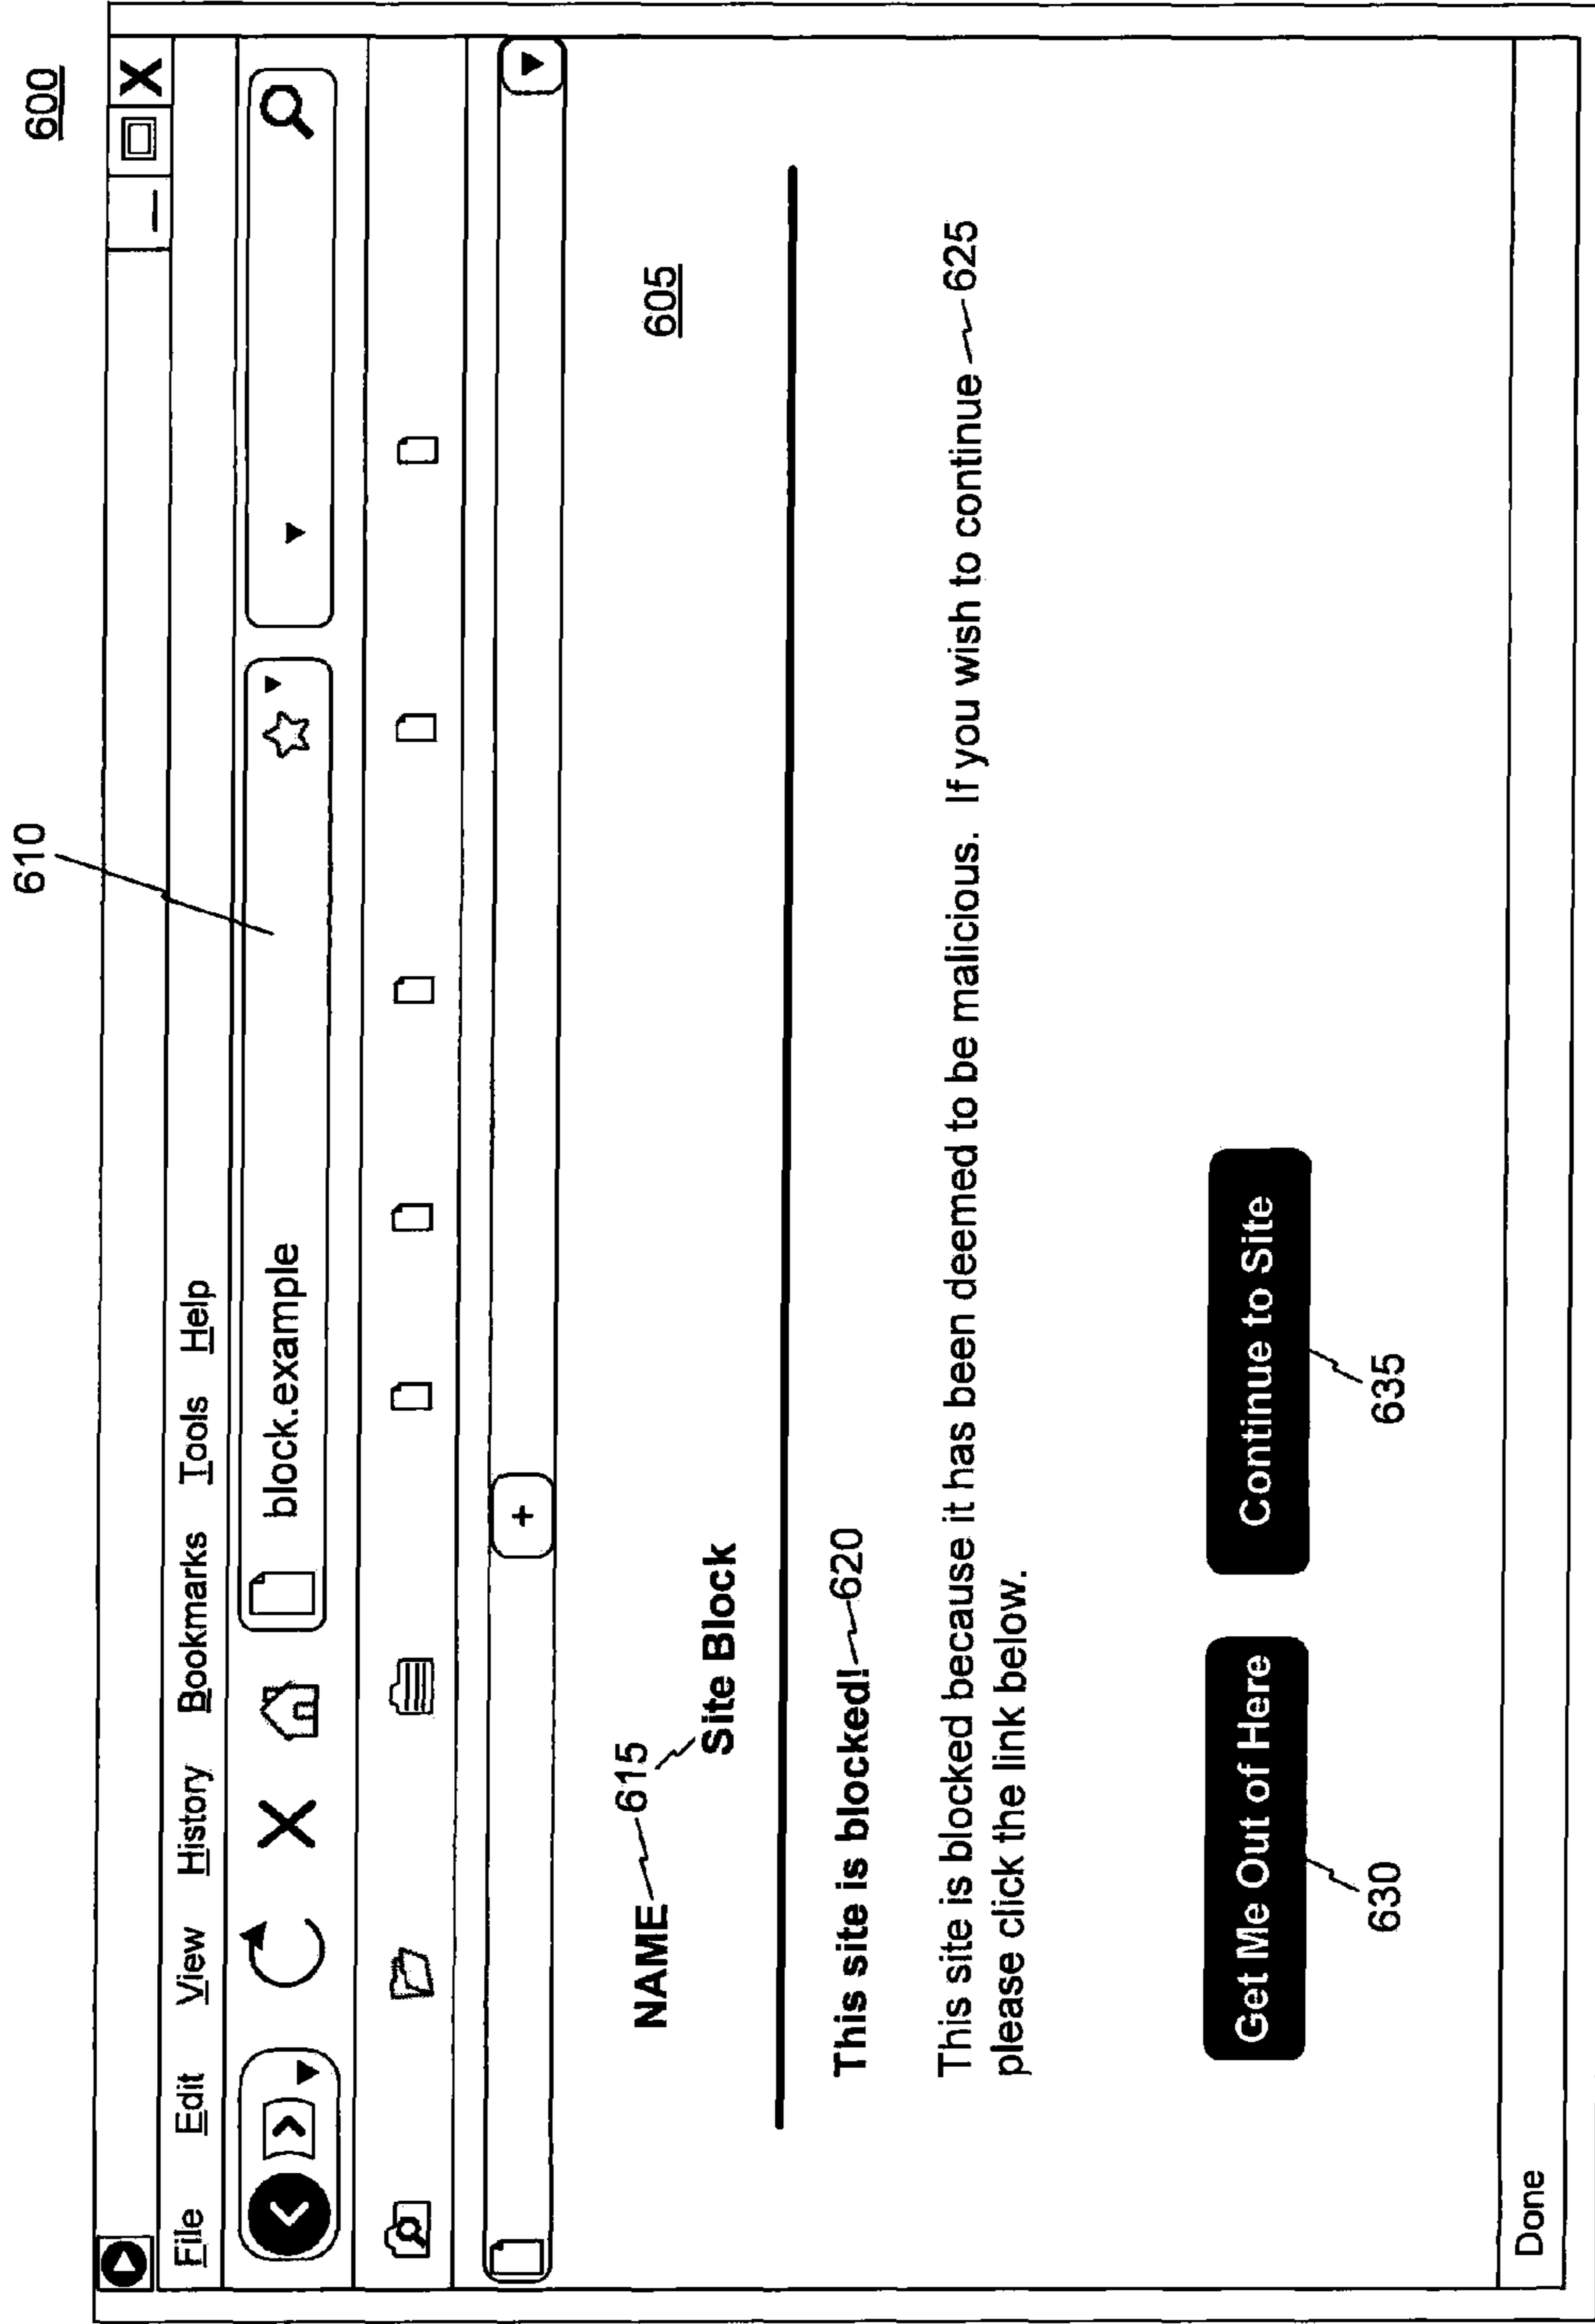 600
610
File Edit View History Bookmarks Tools Help
block.example
+
605
NAME 615
Site Block
This site is blocked! 620
This site is blocked because it has been deemed to be malicious. If you wish to continue 625
please click the link below.
Get Me Out of Here Continue to Site
630 635
Done